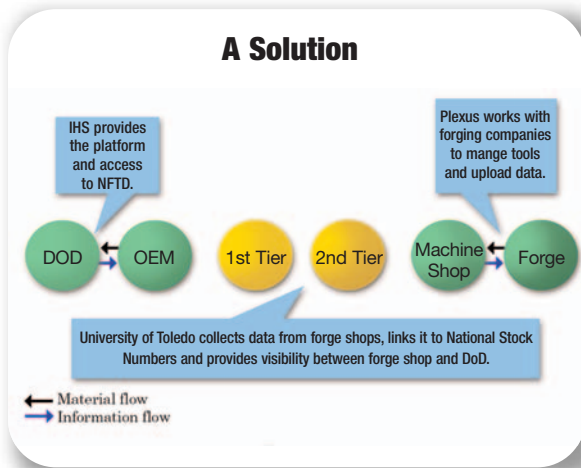 A Solution
IHS provides
the platform
and access
to NFTD.
Plexus works with
forging companies
to mange tools
and upload data.
DOD
OEM
1st Tier
2nd Tier
Machine
Shop
Forge
University of Toledo collects data from forge shops, links it to National Stock
Numbers and provides visibility between forge shop and DoD.
Material flow
Information flow